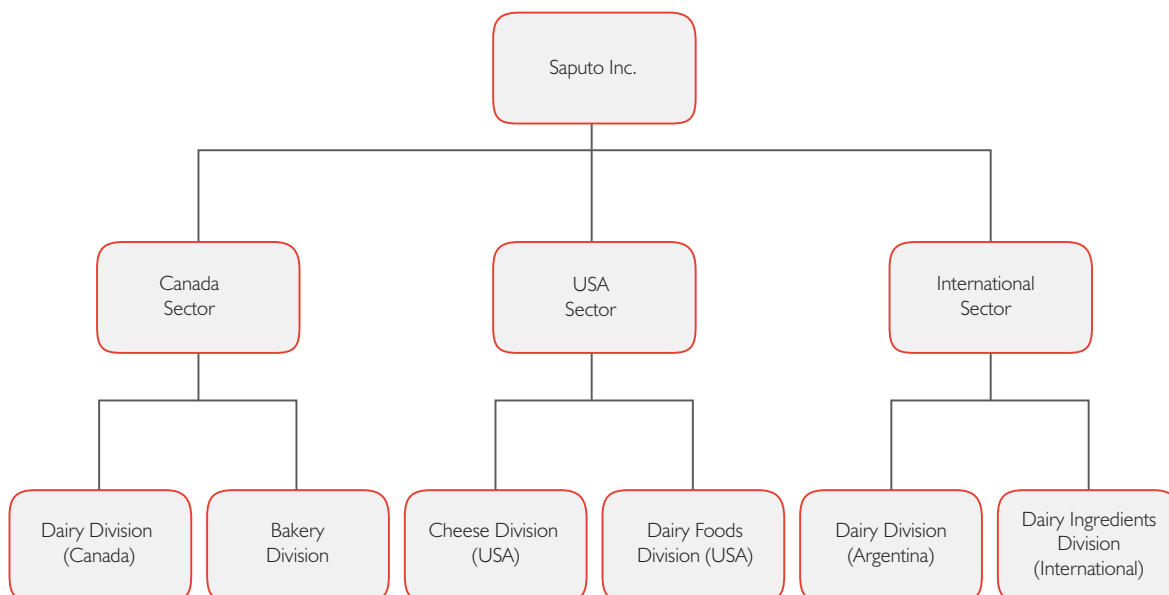 Saputo Inc.
Canada
Sector
USA
Sector
International
Sector
Dairy Division
(Canada)
Bakery
Division
Cheese Division
(USA)
Dairy Foods
Division (USA)
Dairy Division
(Argentina)
Dairy Ingredients
Division
(International)